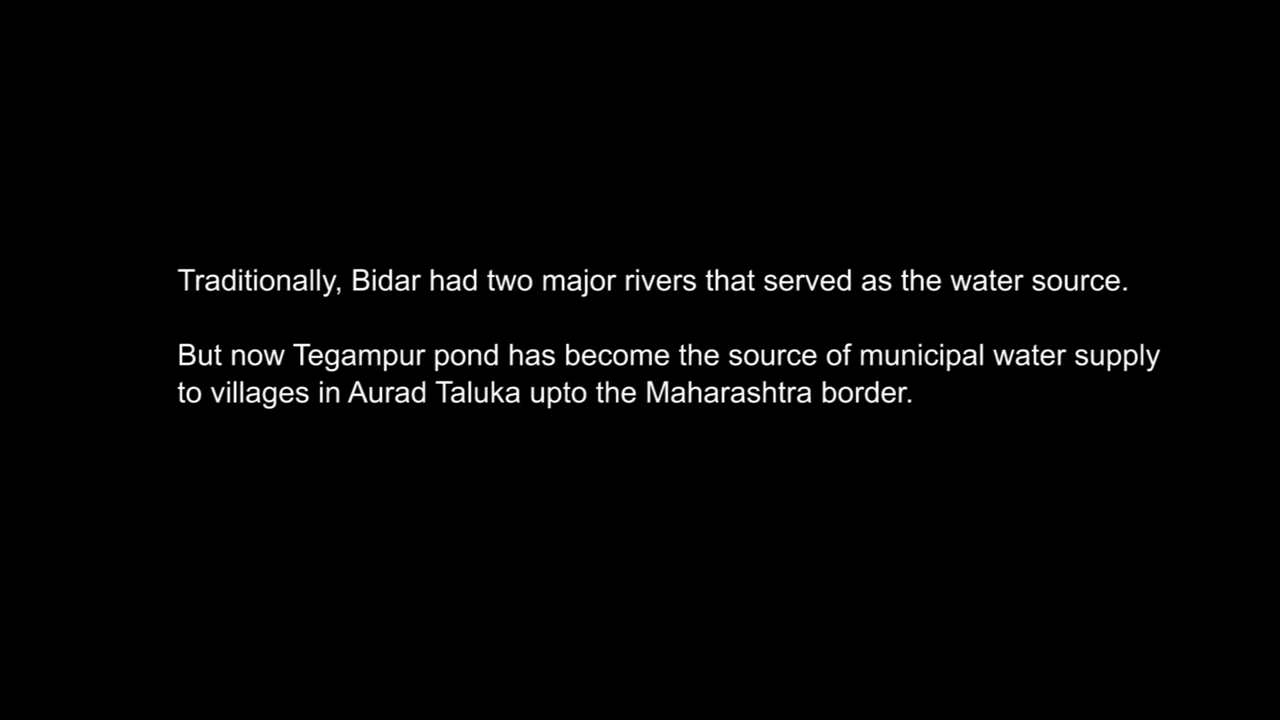 Traditionally, Bidar had two major rivers that served as the water source.
But now Tegampur pond has become the source of municipal water supply
to villages in Aurad Taluka upto the Maharashtra border.